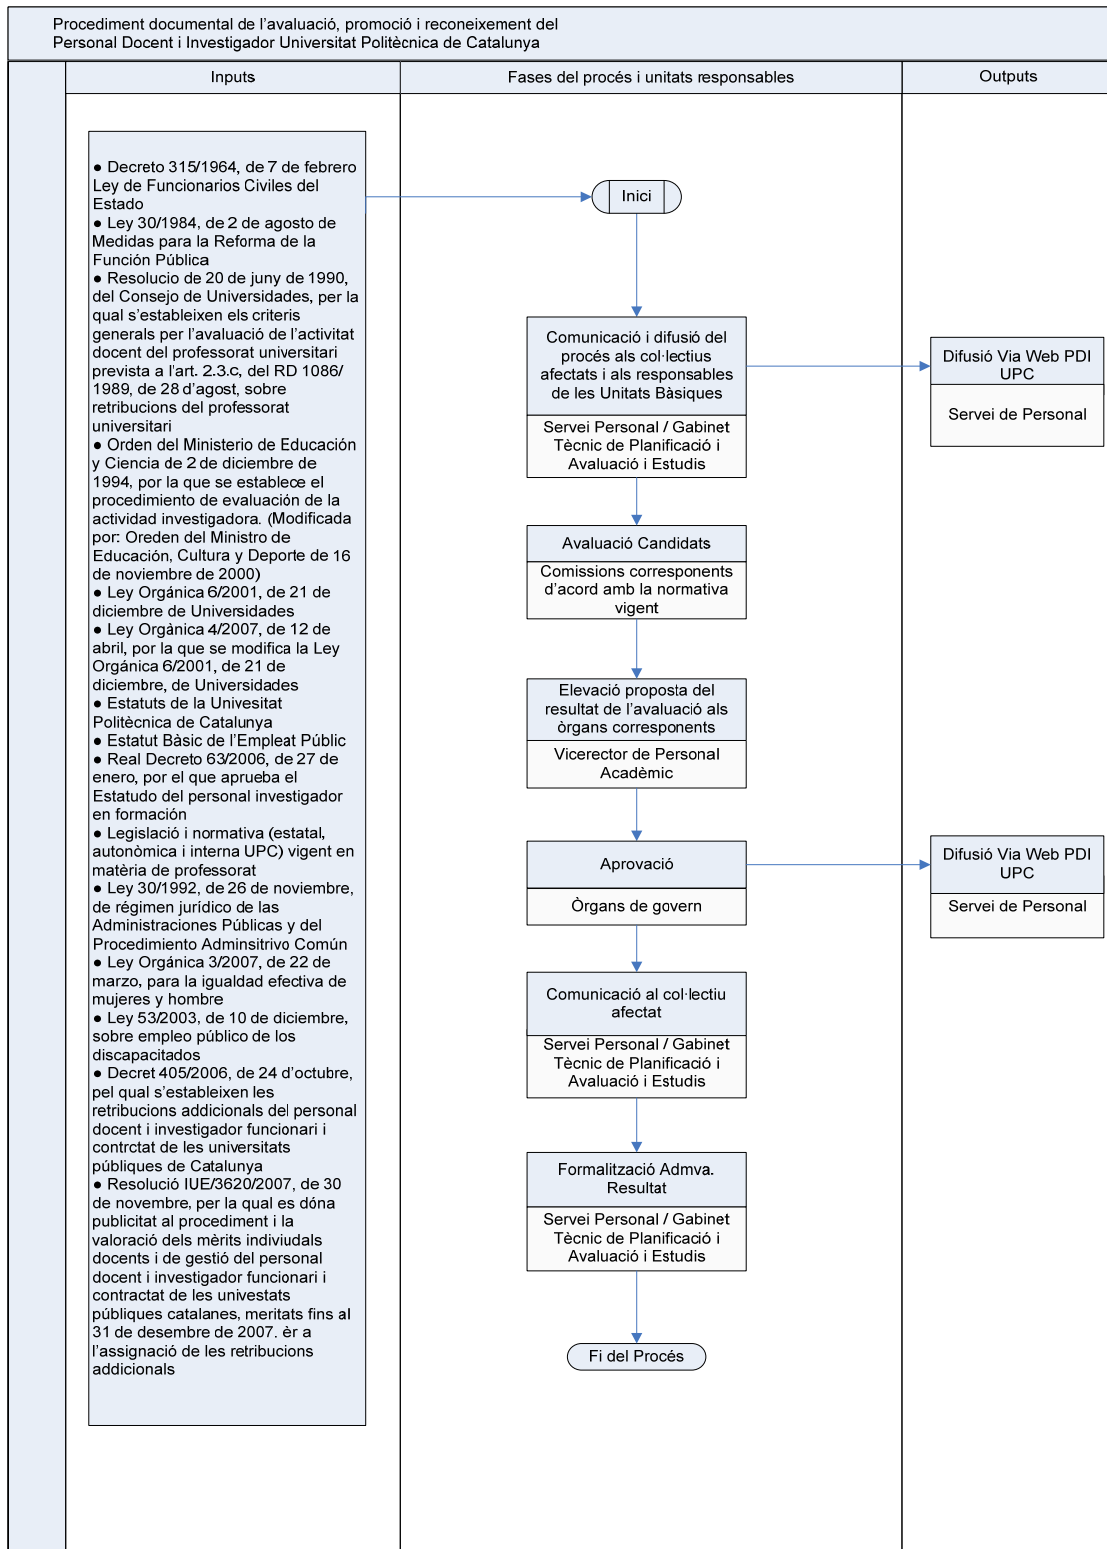 Procediment documental de l’avaluació, promoció i reconeixement del
Personal Docent i Investigador Universitat Politècnica de Catalunya
Inputs
Fases del procés i unitats responsables
Outputs
● Decreto 315/1964, de 7 de febrero
Ley de Funcionarios Civiles del
Estado
● Ley 30/1984, de 2 de agosto de
Medidas para la Reforma de la
Función Pública
● Resolucio de 20 de juny de 1990,
del Consejo de Universidades, per la
qual s’estableixen els criteris
generals per l’avaluació de l’activitat
docent del professorat universitari
prevista a l’art. 2.3.c, del RD 1086/
1989, de 28 d’agost, sobre
retribucions del professorat
universitari
● Orden del Ministerio de Educación
y Ciencia de 2 de diciembre de
1994, por la que se establece el
procedimiento de evaluación de la
actividad investigadora. (Modificada
por: Oreden del Ministro de
Educación, Cultura y Deporte de 16
de noviembre de 2000)
● Ley Orgánica 6/2001, de 21 de
diciembre de Universidades
● Ley Orgànica 4/2007, de 12 de
abril, por la que se modifica la Ley
Orgánica 6/2001, de 21 de
diciembre, de Universidades
● Estatuts de la Univesitat
Politècnica de Catalunya
● Estatut Bàsic de l’Empleat Públic
● Real Decreto 63/2006, de 27 de
enero, por el que aprueba el
Estatudo del personal investigador
en formación
● Legislació i normativa (estatal,
autonòmica i interna UPC) vigent en
matèria de professorat
● Ley 30/1992, de 26 de noviembre,
de régimen jurídico de las
Administraciones Públicas y del
Procedimiento Adminsitrivo Común
● Ley Orgánica 3/2007, de 22 de
marzo, para la igualdad efectiva de
mujeres y hombre
● Ley 53/2003, de 10 de diciembre,
sobre empleo público de los
discapacitados
● Decret 405/2006, de 24 d’octubre,
pel qual s’estableixen les
retribucions addicionals del personal
docent i investigador funcionari i
contrctat de les universitats
públiques de Catalunya
● Resolució IUE/3620/2007, de 30
de novembre, per la qual es dóna
publicitat al procediment i la
valoració dels mèrits indiviudals
docents i de gestió del personal
docent i investigador funcionari i
contractat de les univestats
públiques catalanes, meritats fins al
31 de desembre de 2007. èr a
l’assignació de les retribucions
addicionals
Inici
Comunicació i difusió del
procés als col·lectius
afectats i als responsables
de les Unitats Bàsiques
Servei Personal / Gabinet
Tècnic de Planificació i
Avaluació i Estudis
Difusió Via Web PDI
UPC
Servei de Personal
Avaluació Candidats
Comissions corresponents
d’acord amb la normativa
vigent
Elevació proposta del
resultat de l’avaluació als
òrgans corresponents
Vicerector de Personal
Acadèmic
Aprovació
Òrgans de govern
Difusió Via Web PDI
UPC
Servei de Personal
Comunicació al col·lectiu
afectat
Servei Personal / Gabinet
Tècnic de Planificació i
Avaluació i Estudis
Formalització Admva.
Resultat
Servei Personal / Gabinet
Tècnic de Planificació i
Avaluació i Estudis
Fi del Procés